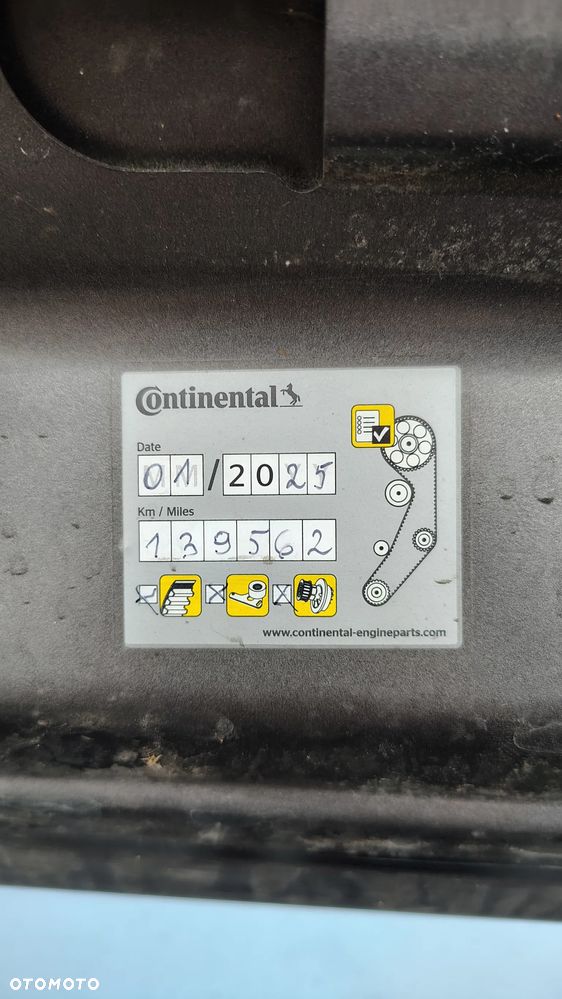 Continental
Date
01/2025
Km / Miles
139562
www.continental-engineparts.com
OTOMOTO